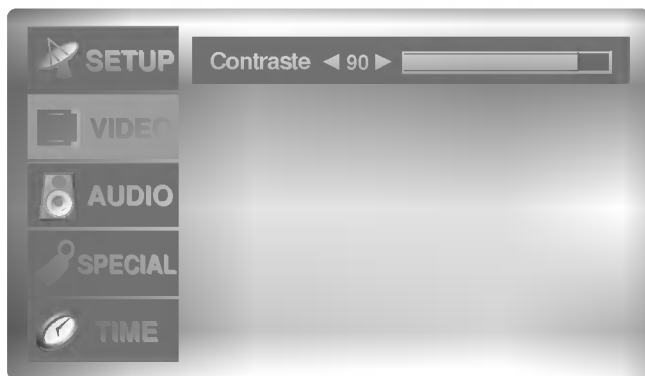 SETUP
Contraste ◀ 90 ▶
VIDEO
AUDIO
SPECIAL
TIME